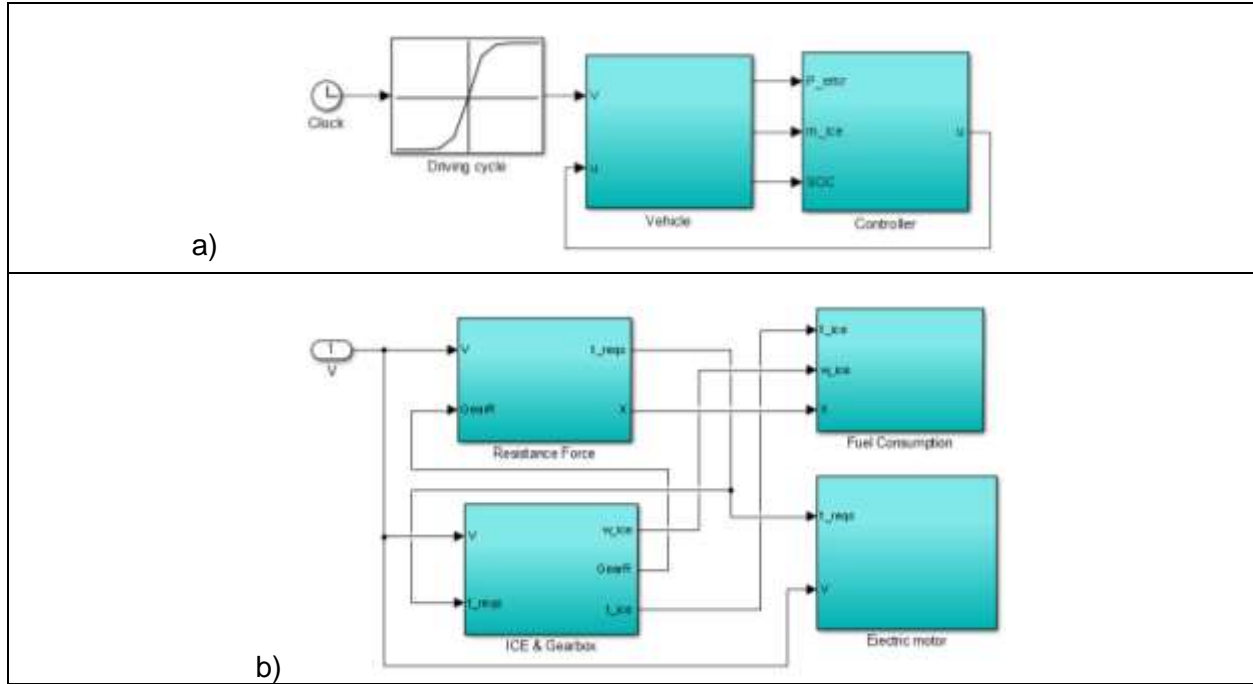 Clock
Driving cycle
V
u
Vehicle
m_ice
SOC
u
Controller
a)
1
V
V
GearR
t_reqs
X
Resistance Force
t_ice
w_ice
X
Fuel Consumption
V
t_reqs
w_ice
GearR
t_ice
ICE & Gearbox
t_reqs
V
Electric motor
b)